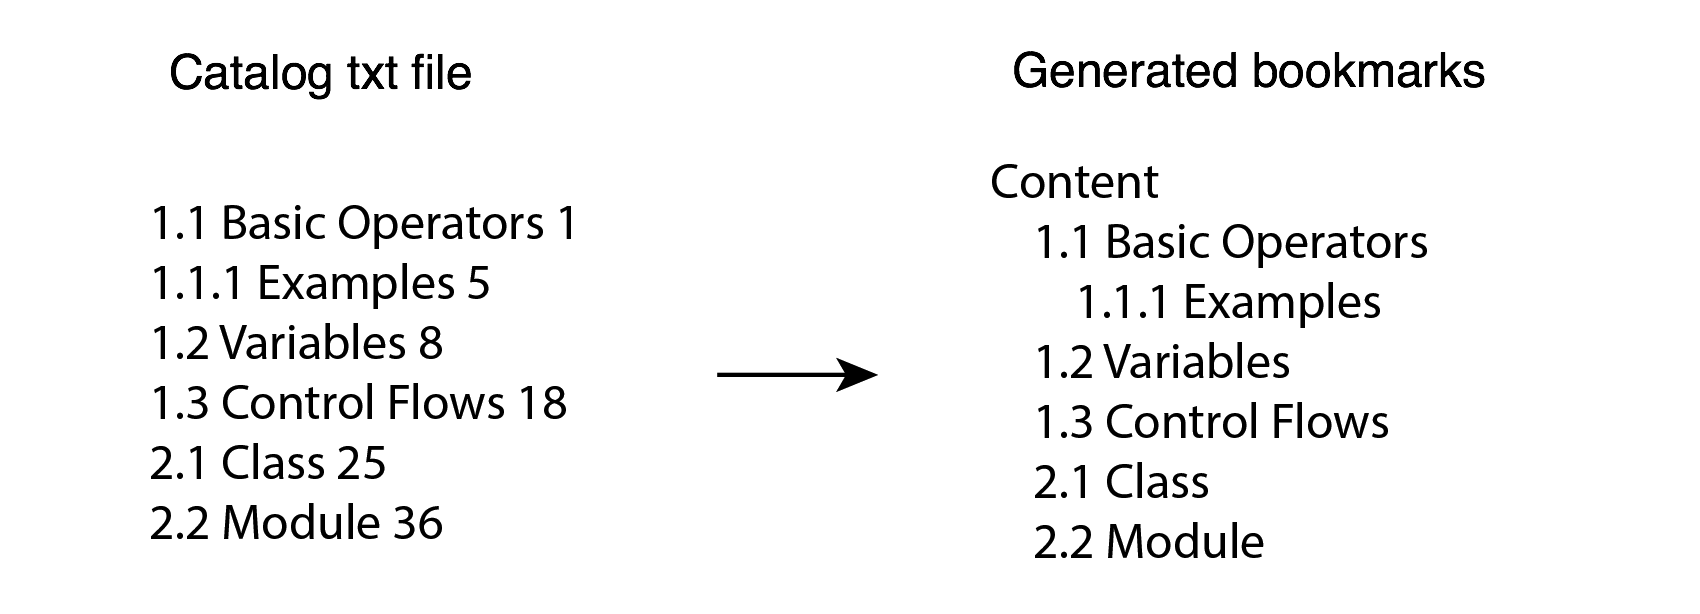 Catalog txt file
1.1 Basic Operators 1
1.1.1 Examples 5
1.2 Variables 8
1.3 Control Flows 18
2.1 Class 25
2.2 Module 36
Generated bookmarks
Content
1.1 Basic Operators
1.1.1 Examples
1.2 Variables
1.3 Control Flows
2.1 Class
2.2 Module